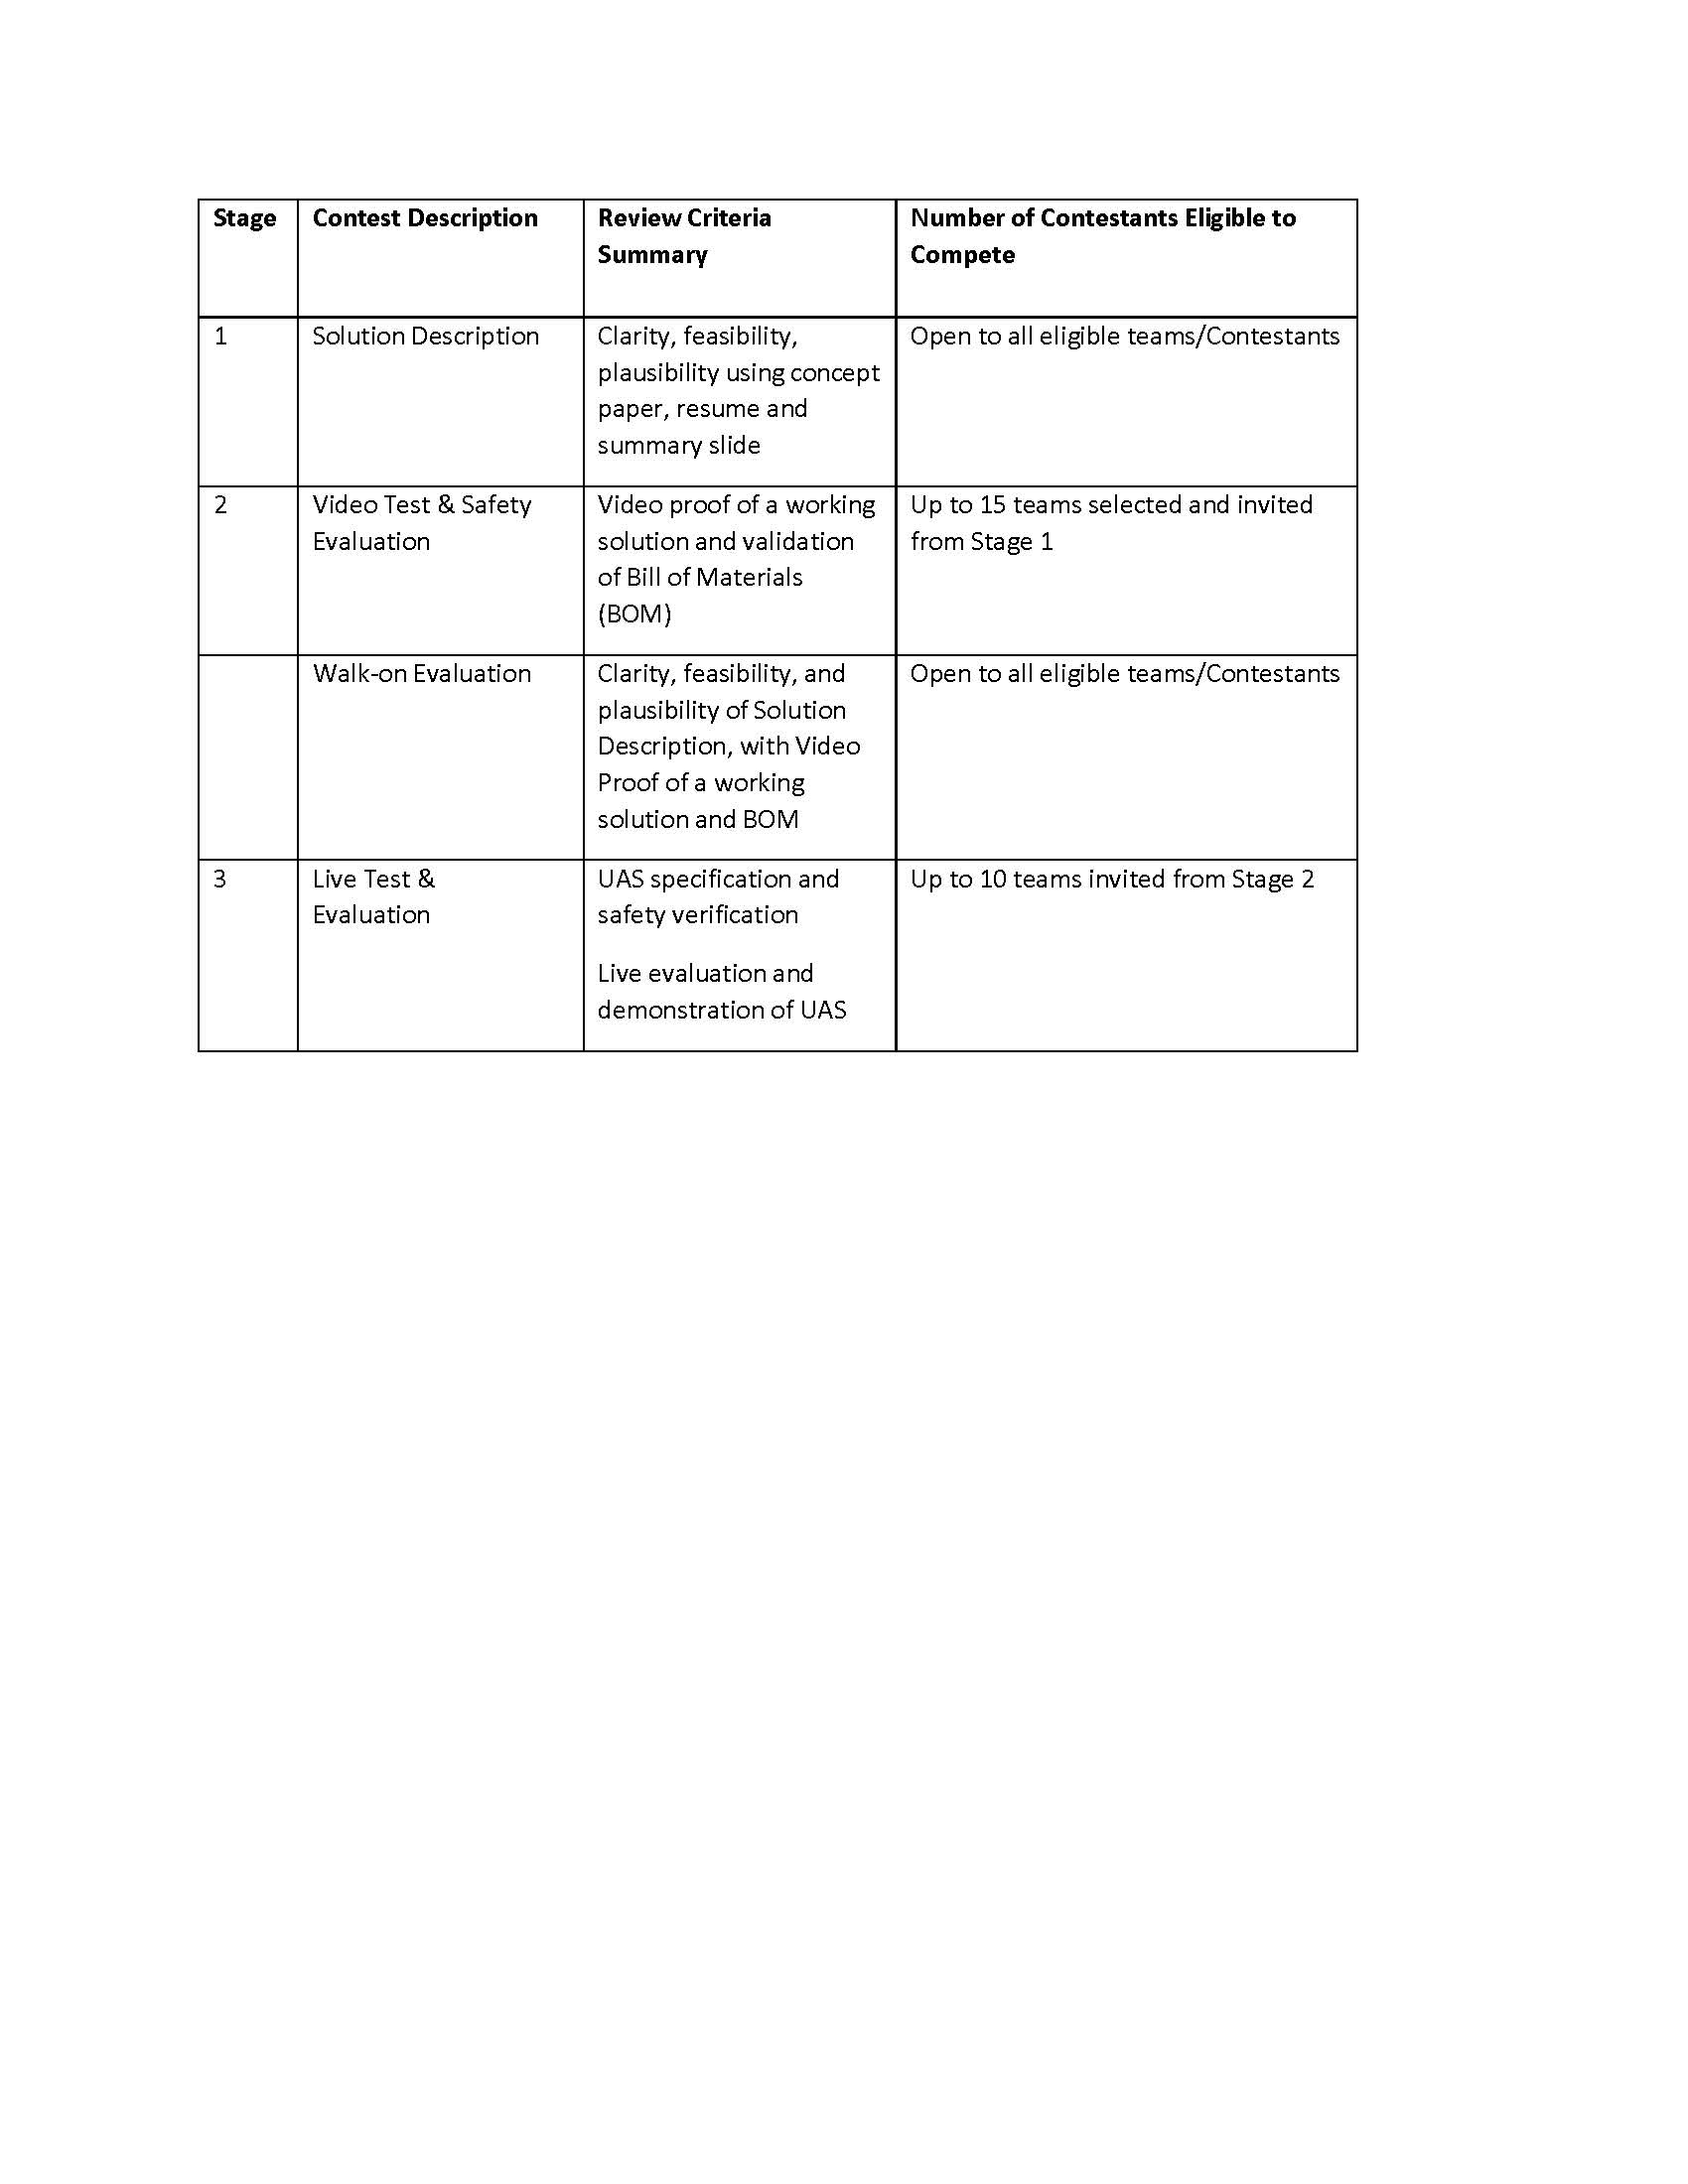 Stage
Contest Description
Review Criteria
Summary
Number of Contestants Eligible to
Compete
1
Solution Description
Clarity, feasibility,
plausibility using concept
paper, resume and
summary slide
Open to all eligible teams/Contestants
2
Video Test & Safety
Evaluation
Video proof of a working
solution and validation
of Bill of Materials
(BOM)
Up to 15 teams selected and invited
from Stage 1
Walk-on Evaluation
Clarity, feasibility, and
plausibility of Solution
Description, with Video
Proof of a working
solution and BOM
Open to all eligible teams/Contestants
3
Live Test &
Evaluation
UAS specification and
safety verification
Live evaluation and
demonstration of UAS
Up to 10 teams invited from Stage 2